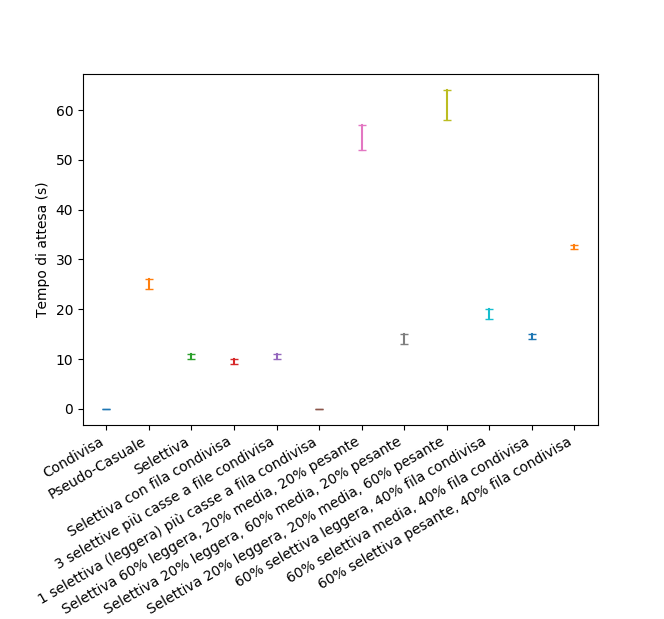 Tempo di attesa (s)
60
50
40
30
20
10
0
Condivisa
Pseudo-Casuale
Selettiva
Selettiva con fila condivisa
3 selettive più casse a file condivisa
1 selettiva (leggera) più casse a fila condivisa
Selettiva 60% leggera, 20% media, 20% pesante
Selettiva 20% leggera, 60% media, 20% pesante
Selettiva 20% leggera, 20% media, 60% pesante
60% selettiva leggera, 40% fila condivisa
60% selettiva media, 40% fila condivisa
60% selettiva pesante, 40% fila condivisa